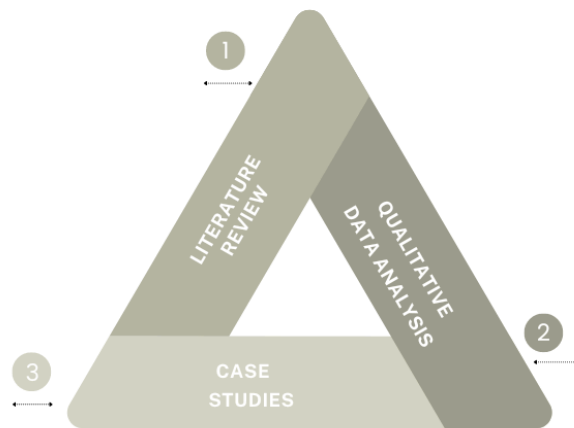 1
LITERATURE
REVIEW
QUALITATIVE
DATA ANALYSIS
2
3
CASE
STUDIES